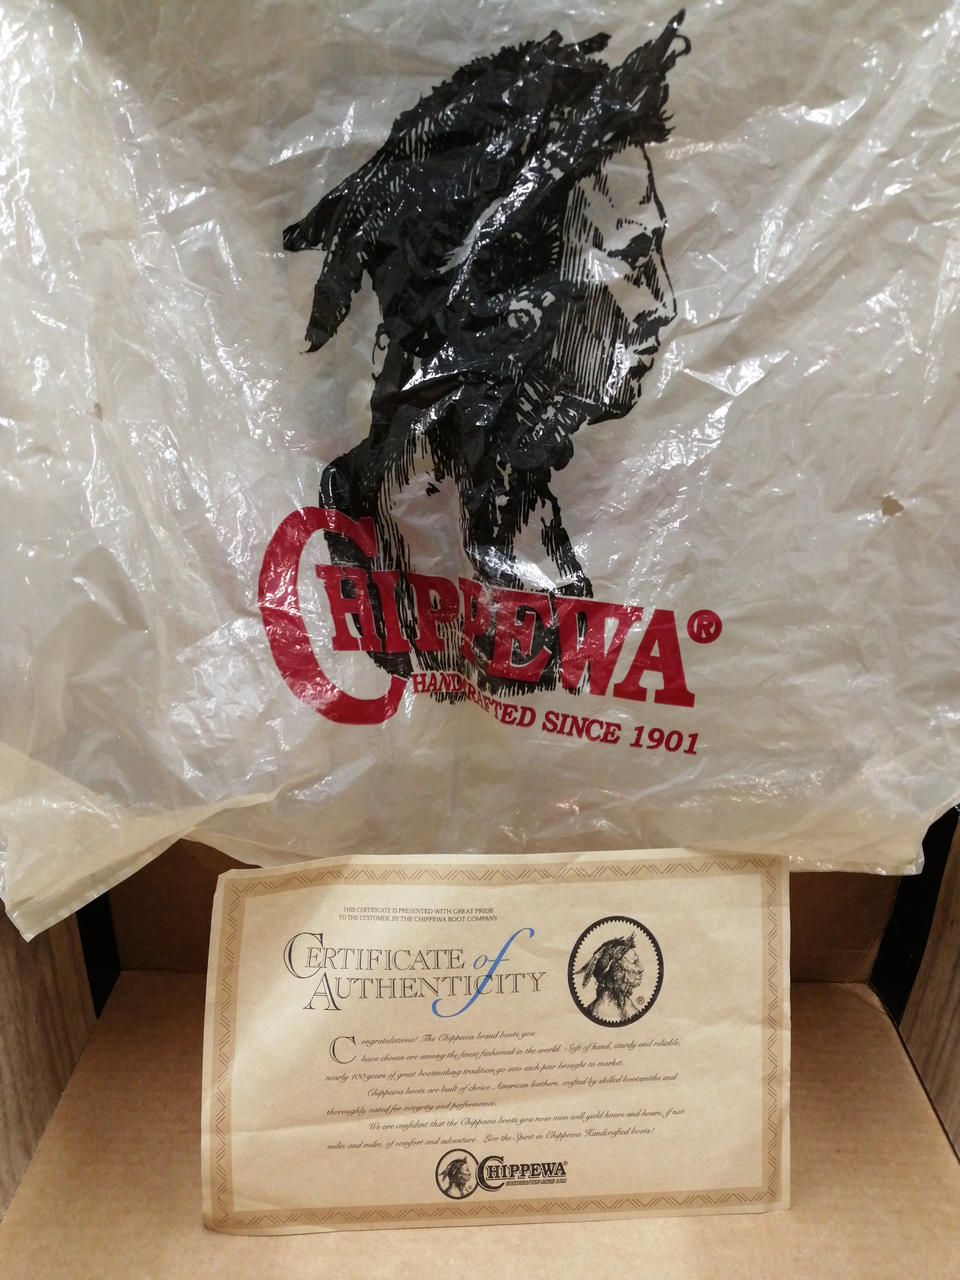 CHIPPEWA®
HANDCRAFTED SINCE 1901
THIS CERTIFICATE IS PRESENTED WITH GREAT PRIDE
TO THE CUSTOMER, BY THE CHIPPEWA BOOT COMPANY
CERTIFICATE of
AUTHENTICITY
®
Congratulations! The Chippewa brand boots you
have chosen are among the finest fashioned in the world. Soft of hand, sturdy and reliable,
nearly 100 years of great bootmaking tradition go into each pair brought to market.
Chippewa boots are built of choice American leathers, crafted by skilled bootsmiths and
thoroughly tested for integrity and performance.
We are confident that the Chippewa boots you now own will yield hours and hours, if not
miles and miles, of comfort and adventure. Live the Spirit in Chippewa Handcrafted boots!
CHIPPEWA®
HANDCRAFTED SINCE 1901